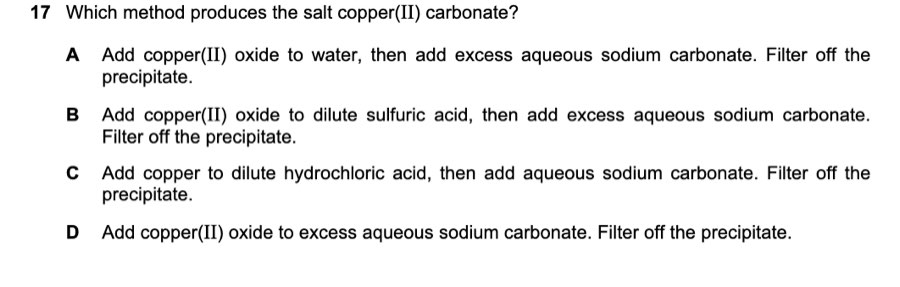 17 Which method produces the salt copper(II) carbonate?
A Add copper(II) oxide to water, then add excess aqueous sodium carbonate. Filter off the
precipitate.
B Add copper(II) oxide to dilute sulfuric acid, then add excess aqueous sodium carbonate.
Filter off the precipitate.
C Add copper to dilute hydrochloric acid, then add aqueous sodium carbonate. Filter off the
precipitate.
D Add copper(II) oxide to excess aqueous sodium carbonate. Filter off the precipitate.